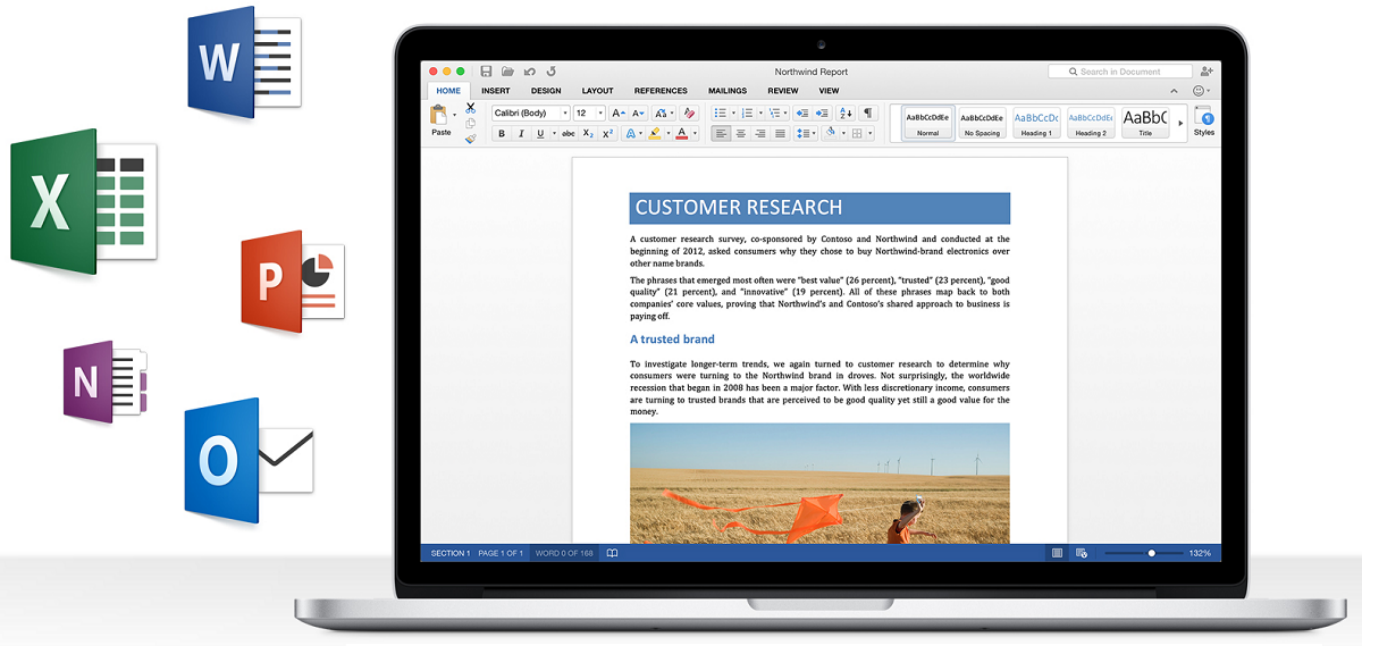 W
X
P
N
O
Northwind Report
Search in Document
HOME INSERT DESIGN LAYOUT REFERENCES MAILINGS REVIEW VIEW
Paste
Calibri (Body) 12 A A Aa
B I U abc X2 X2 A A
AaBbCcDdEe AaBbCcDdEe AaBbCcDc AaBbCcDdEe AaBbC
Normal No Spacing Heading 1 Heading 2 Title Styles
CUSTOMER RESEARCH
A customer research survey, co-sponsored by Contoso and Northwind and conducted at the
beginning of 2012, asked consumers why they chose to buy Northwind-brand electronics over
other name brands.
The phrases that emerged most often were "best value" (26 percent), "trusted" (23 percent), "good
quality" (21 percent), and "innovative" (19 percent). All of these phrases map back to both
companies' core values, proving that Northwind's and Contoso's shared approach to business is
paying off.
A trusted brand
To investigate longer-term trends, we again turned to customer research to determine why
consumers were turning to the Northwind brand in droves. Not surprisingly, the worldwide
recession that began in 2008 has been a major factor. With less discretionary income, consumers
are turning to trusted brands that are perceived to be good quality yet still a good value for the
money.
SECTION 1 PAGE 1 OF 1 WORD 0 OF 168 132%